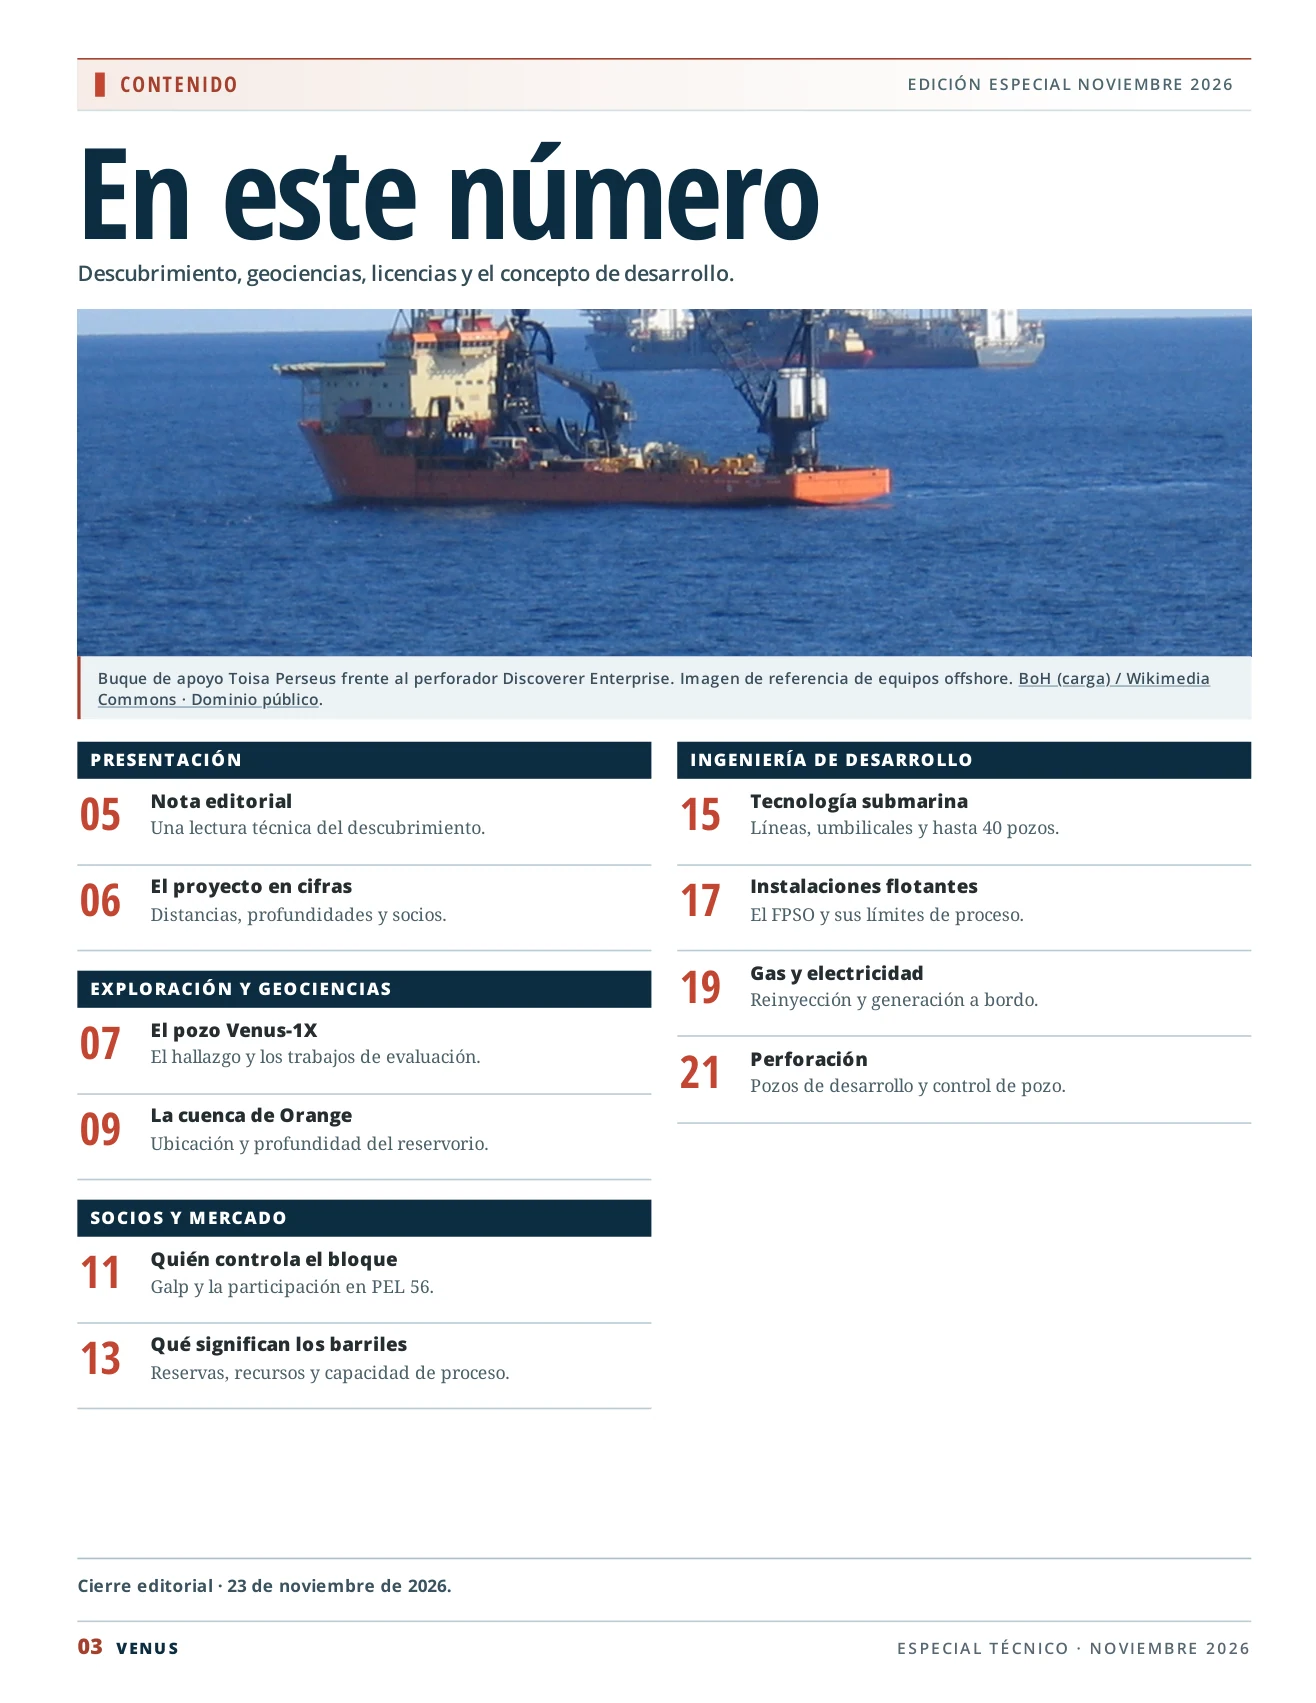 CONTENIDO
EDICIÓN ESPECIAL NOVIEMBRE 2026
En este número
Descubrimiento, geociencias, licencias y el concepto de desarrollo.
Buque de apoyo Toisa Perseus frente al perforador Discoverer Enterprise. Imagen de referencia de equipos offshore. BoH (carga) / Wikimedia
Commons · Dominio público.
PRESENTACIÓN
05 Nota editorial
Una lectura técnica del descubrimiento.
06 El proyecto en cifras
Distancias, profundidades y socios.
EXPLORACIÓN Y GEOCIENCIAS
07 El pozo Venus-1X
El hallazgo y los trabajos de evaluación.
09 La cuenca de Orange
Ubicación y profundidad del reservorio.
SOCIOS Y MERCADO
11 Quién controla el bloque
Galp y la participación en PEL 56.
13 Qué significan los barriles
Reservas, recursos y capacidad de proceso.
INGENIERÍA DE DESARROLLO
15 Tecnología submarina
Líneas, umbilicales y hasta 40 pozos.
17 Instalaciones flotantes
El FPSO y sus límites de proceso.
19 Gas y electricidad
Reinyección y generación a bordo.
21 Perforación
Pozos de desarrollo y control de pozo.
Cierre editorial · 23 de noviembre de 2026.
03 VENUS
ESPECIAL TÉCNICO · NOVIEMBRE 2026